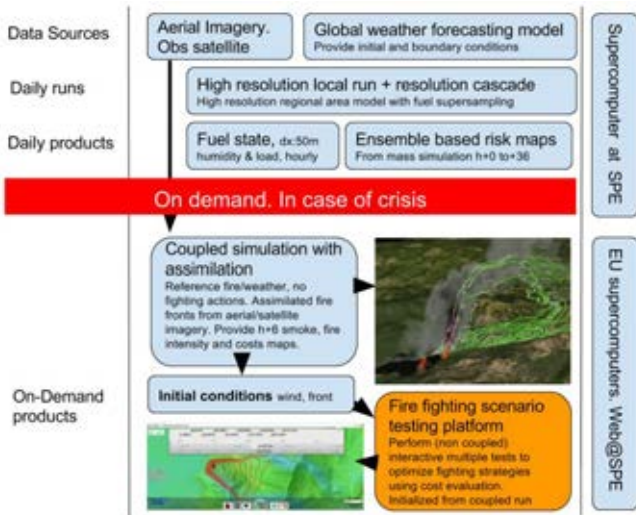 Data Sources
Aerial Imagery.
Obs satellite
Global weather forecasting model
Provide initial and boundary conditions
Daily runs
High resolution local run + resolution cascade
High resolution regional area model with fuel supersampling
Daily products
Fuel state, dx:50m
humidity & load, hourly
Ensemble based risk maps
From mass simulation h+0 to+36
Supercomputer at SPE
On demand. In case of crisis
Coupled simulation with
assimilation
Reference fire/weather, no
fighting actions. Assimilated fire
fronts from aerial/satellite
imagery. Provide h+6 smoke, fire
intensity and costs maps.
On-Demand
products
Initial conditions wind, front
Fire fighting scenario
testing platform
Perform (non coupled)
interactive multiple tests to
optimize fighting strategies
using cost evaluation.
Initialized from coupled run
EU supercomputers. Web@SPE